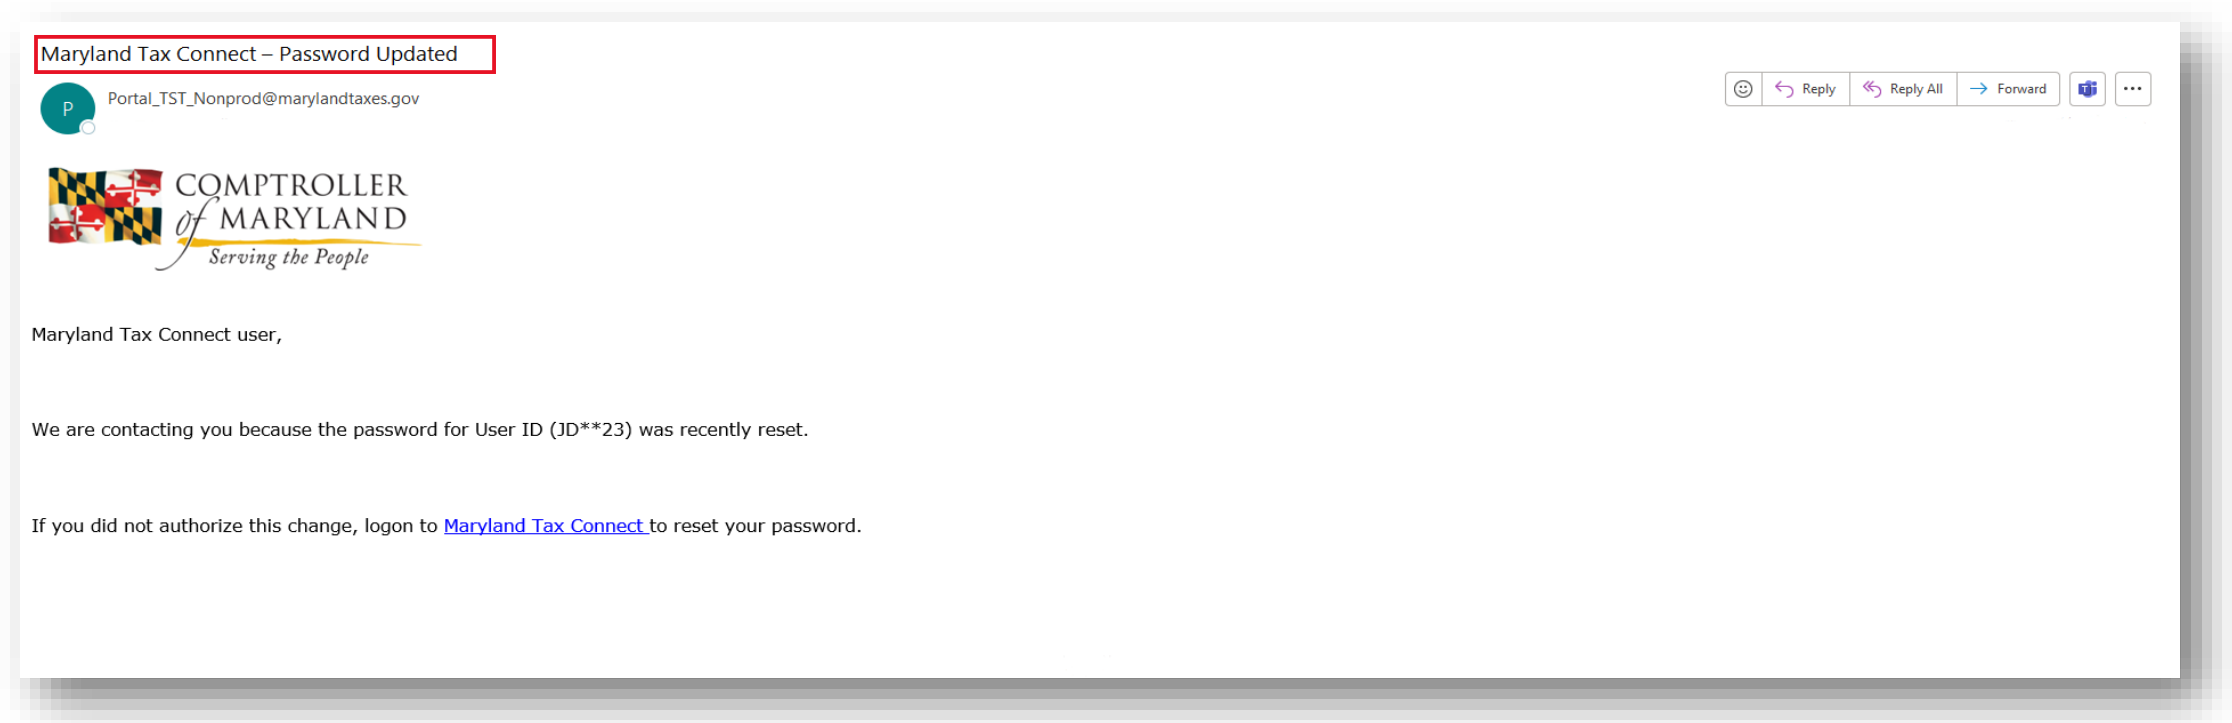 Maryland Tax Connect – Password Updated
P
Portal_TST_Nonprod@marylandtaxes.gov
Reply
Reply All
Forward
COMPTROLLER
of MARYLAND
Serving the People
Maryland Tax Connect user,
We are contacting you because the password for User ID (JD**23) was recently reset.
If you did not authorize this change, logon to Maryland Tax Connect to reset your password.